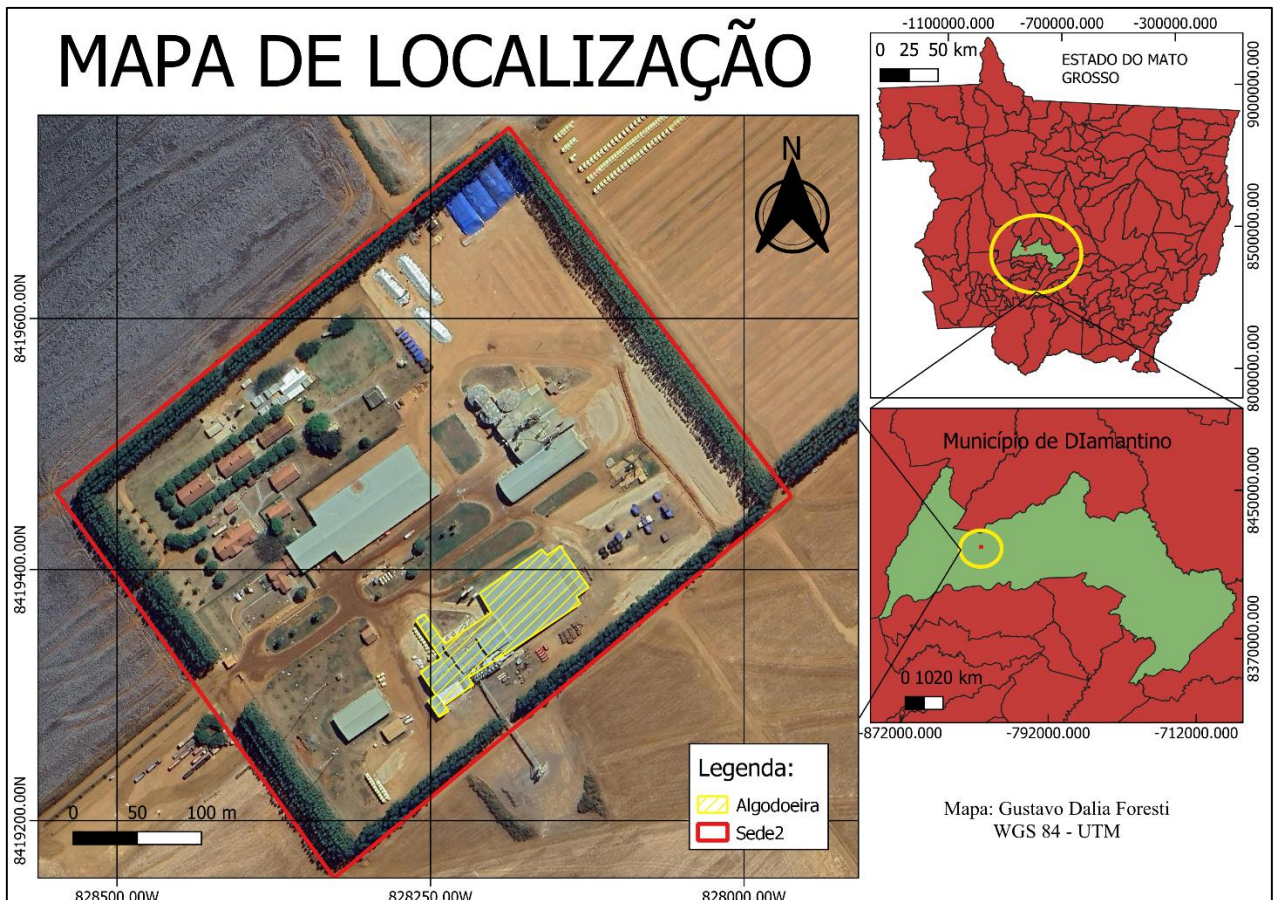 MAPA DE LOCALIZAÇÃO
N
8419600.00N
8419400.00N
8419200.00N
828500.00W
828250.00W
828000.00W
0 50 100 m
Legenda:
Algodoeira
Sede2
-1100000.000
-700000.000
-300000.000
0 25 50 km
ESTADO DO MATO
GROSSO
9000000.000
8500000.000
8000000.000
Município de DIamantino
8450000.000
8370000.000
0 1020 km
-872000.000
-792000.000
-712000.000
Mapa: Gustavo Dalia Foresti
WGS 84 - UTM